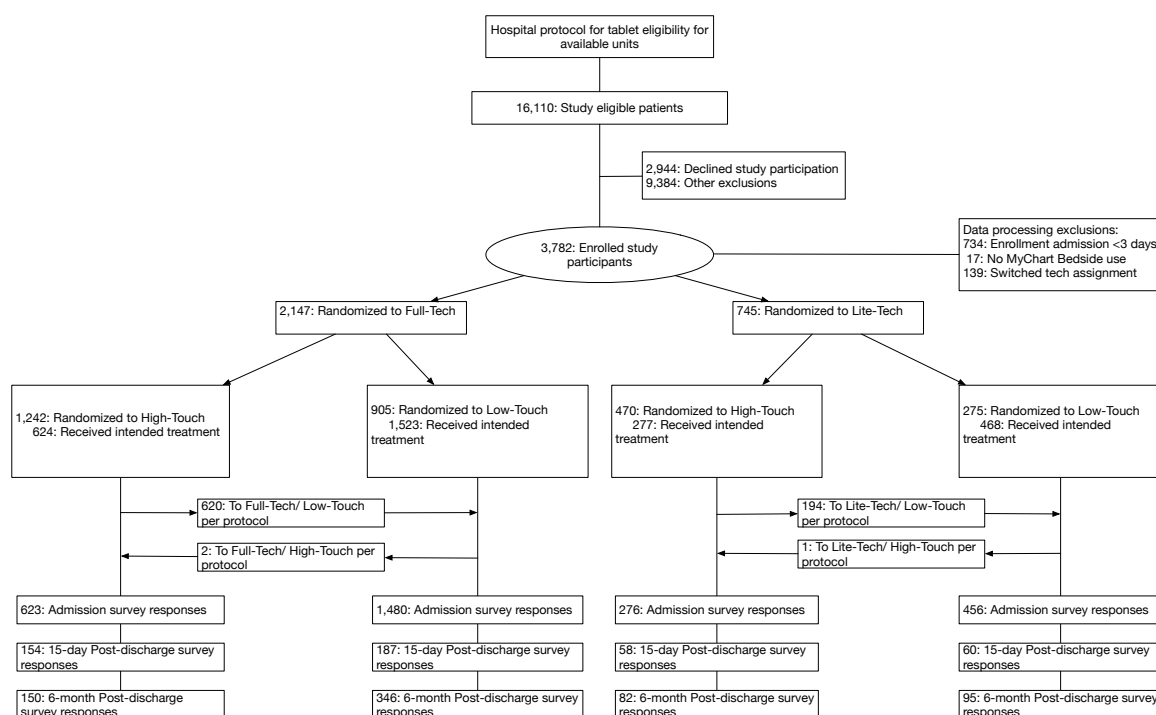 Hospital protocol for tablet eligibility for
available units
16,110: Study eligible patients
2,944: Declined study participation
9,384: Other exclusions
3,782: Enrolled study
participants
Data processing exclusions:
734: Enrollment admission <3 days
17: No MyChart Bedside use
139: Switched tech assignment
2,147: Randomized to Full-Tech
745: Randomized to Lite-Tech
1,242: Randomized to High-Touch
624: Received intended treatment
905: Randomized to Low-Touch
1,523: Received intended
treatment
470: Randomized to High-Touch
277: Received intended
treatment
275: Randomized to Low-Touch
468: Received intended
treatment
620: To Full-Tech/ Low-Touch
per protocol
194: To Lite-Tech/ Low-Touch
per protocol
2: To Full-Tech/ High-Touch per
protocol
1: To Lite-Tech/ High-Touch per
protocol
623: Admission survey responses
1,480: Admission survey responses
276: Admission survey responses
456: Admission survey responses
154: 15-day Post-discharge survey
responses
187: 15-day Post-discharge survey
responses
58: 15-day Post-discharge survey
responses
60: 15-day Post-discharge survey
responses
150: 6-month Post-discharge
survey responses
346: 6-month Post-discharge survey
responses
82: 6-month Post-discharge survey
responses
95: 6-month Post-discharge survey
responses